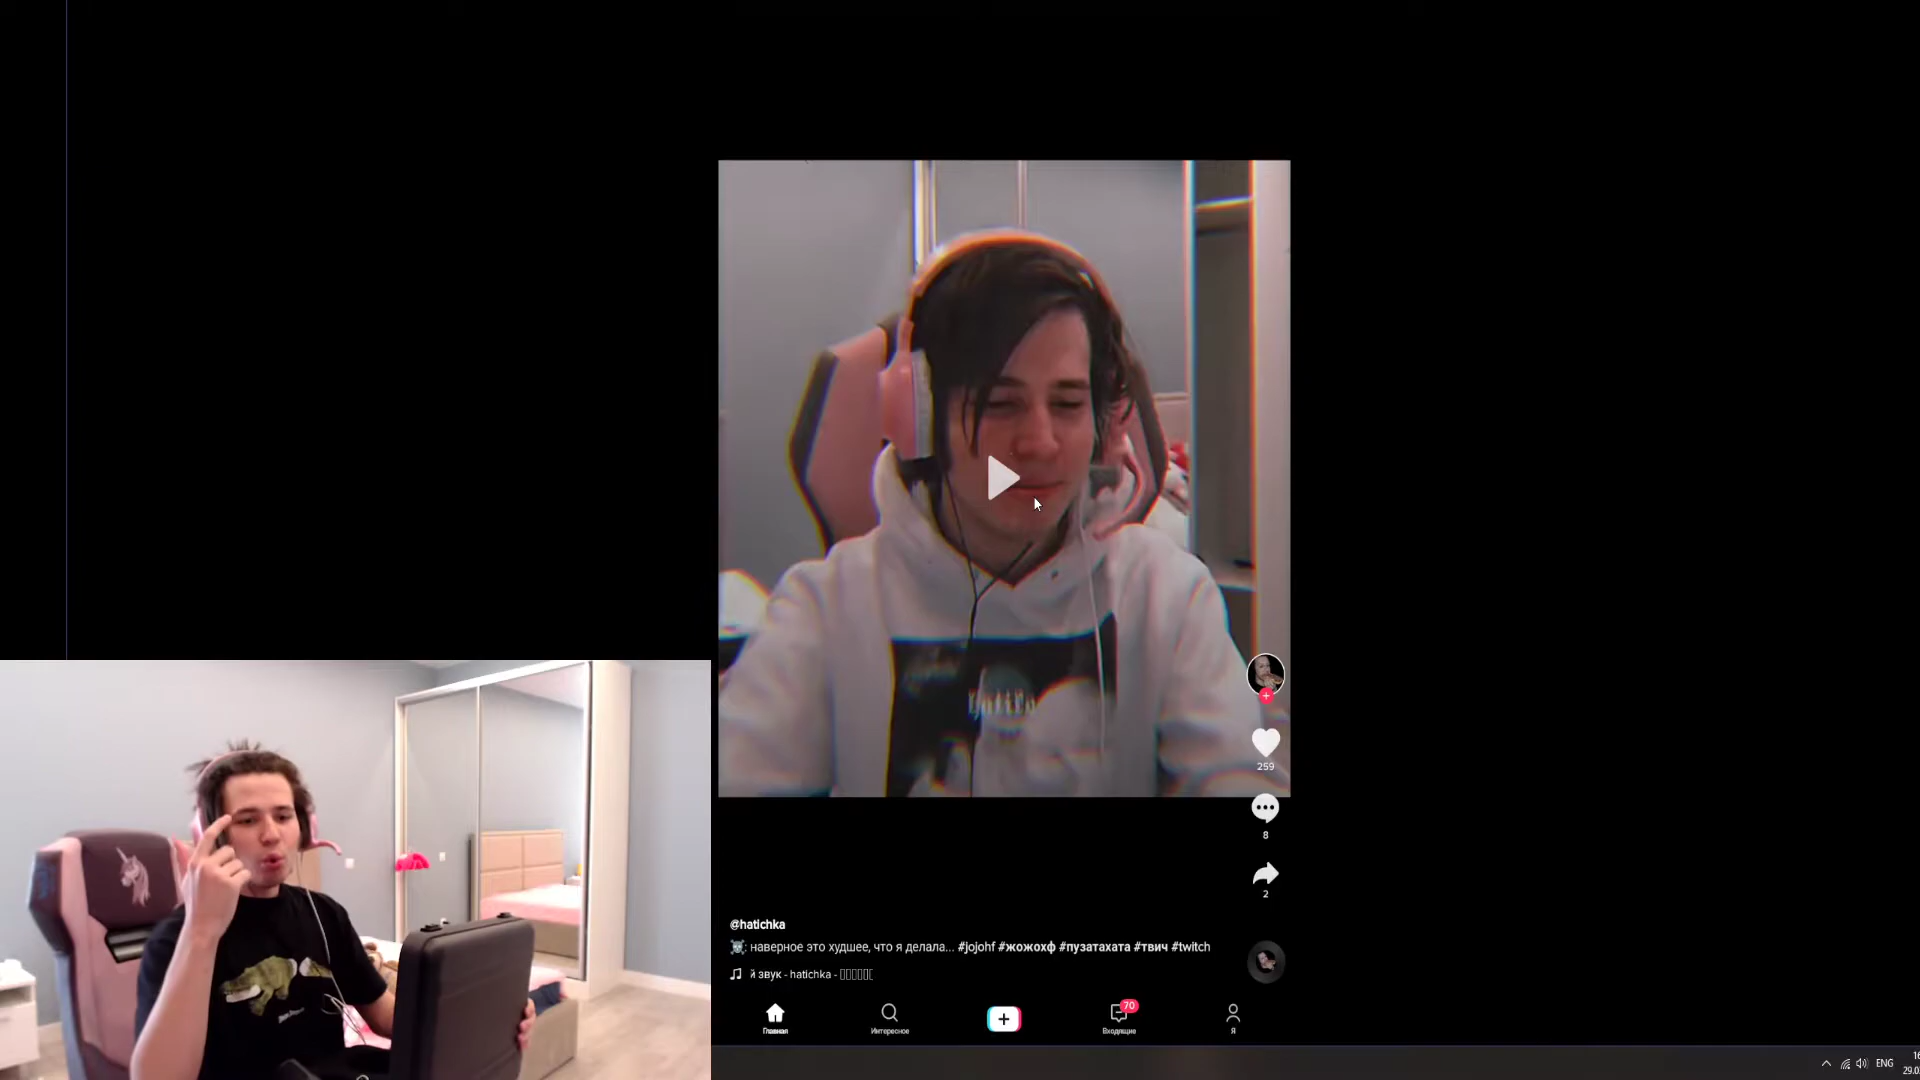 259
8
2
@hatichka
: наверное это худшее, что я делала... #jojohf #жожохф #пузатахата #твич #twitch
й звук - hatichka -
70
Главная
Интересное
Входящие
Я
ENG